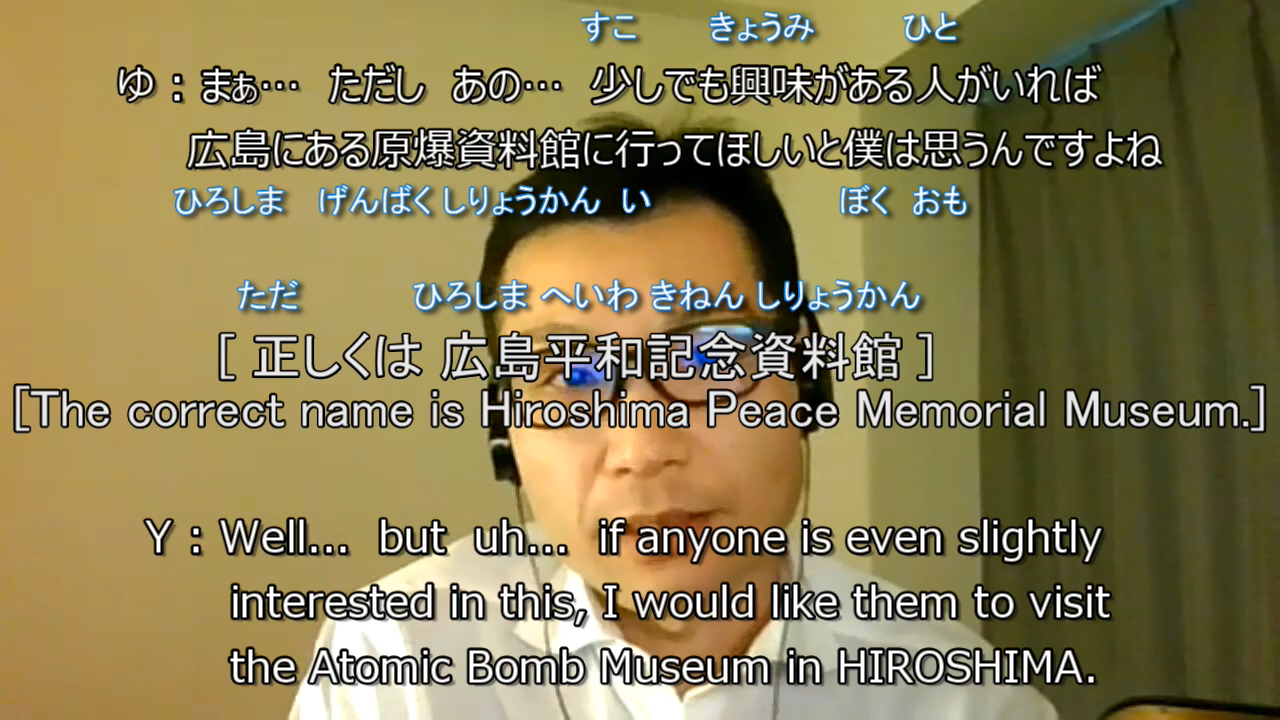 すこ きょうみ ひと
ゆ：まぁ… ただし あの… 少しでも興味がある人がいれば
広島にある原爆資料館に行ってほしいと僕は思うんですよね
ひろしま げんばく しりょうかん い ぼく おも
ただ ひろしま へいわ きねん しりょうかん
[ 正しくは 広島平和記念資料館 ]
[The correct name is Hiroshima Peace Memorial Museum.]
Y : Well... but uh... if anyone is even slightly
interested in this, I would like them to visit
the Atomic Bomb Museum in HIROSHIMA.